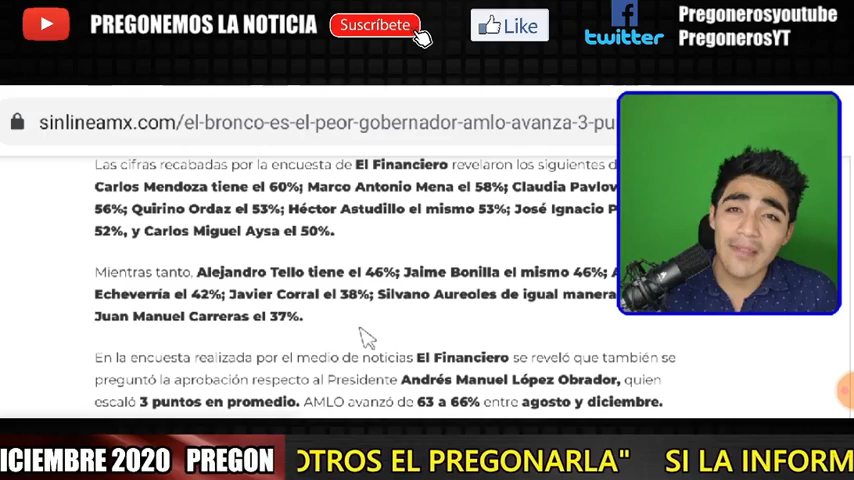 PREGONEMOS LA NOTICIA
Suscríbete
Like
twitter
Pregonerosyoutube
PregonerosYT
sinlineamx.com/el-bronco-es-el-peor-gobernador-amlo-avanza-3-pu
Las cifras recabadas por la encuesta de El Financiero revelaron los siguientes d
Carlos Mendoza tiene el 60%; Marco Antonio Mena el 58%; Claudia Pavlov
56%; Quirino Ordaz el 53%; Héctor Astudillo el mismo 53%; José Ignacio P
52%, y Carlos Miguel Aysa el 50%.
Mientras tanto, Alejandro Tello tiene el 46%; Jaime Bonilla el mismo 46%; A
Echeverría el 42%; Javier Corral el 38%; Silvano Aureoles de igual manera
Juan Manuel Carreras el 37%.
En la encuesta realizada por el medio de noticias El Financiero se reveló que también se
preguntó la aprobación respecto al Presidente Andrés Manuel López Obrador, quien
escaló 3 puntos en promedio. AMLO avanzó de 63 a 66% entre agosto y diciembre.
ICIEMBRE 2020 PREGON
OTROS EL PREGONARLA" SI LA INFORM